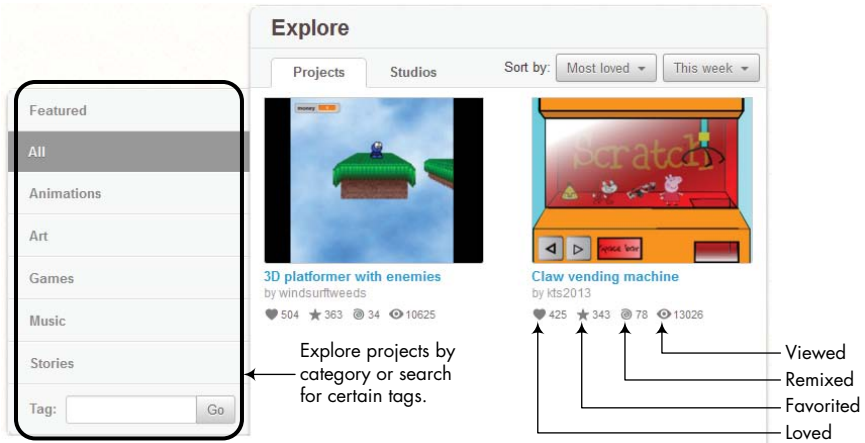 Explore
Projects
Studios
Sort by:
Most loved
This week
Featured
All
Animations
Art
Games
Music
Stories
Tag:
Go
money
3D platformer with enemies
by windsurftweeds
504 363 34 10625
Scratch
Space bar
Claw vending machine
by kts2013
425 343 78 13026
Explore projects by
category or search
for certain tags.
Viewed
Remixed
Favorited
Loved